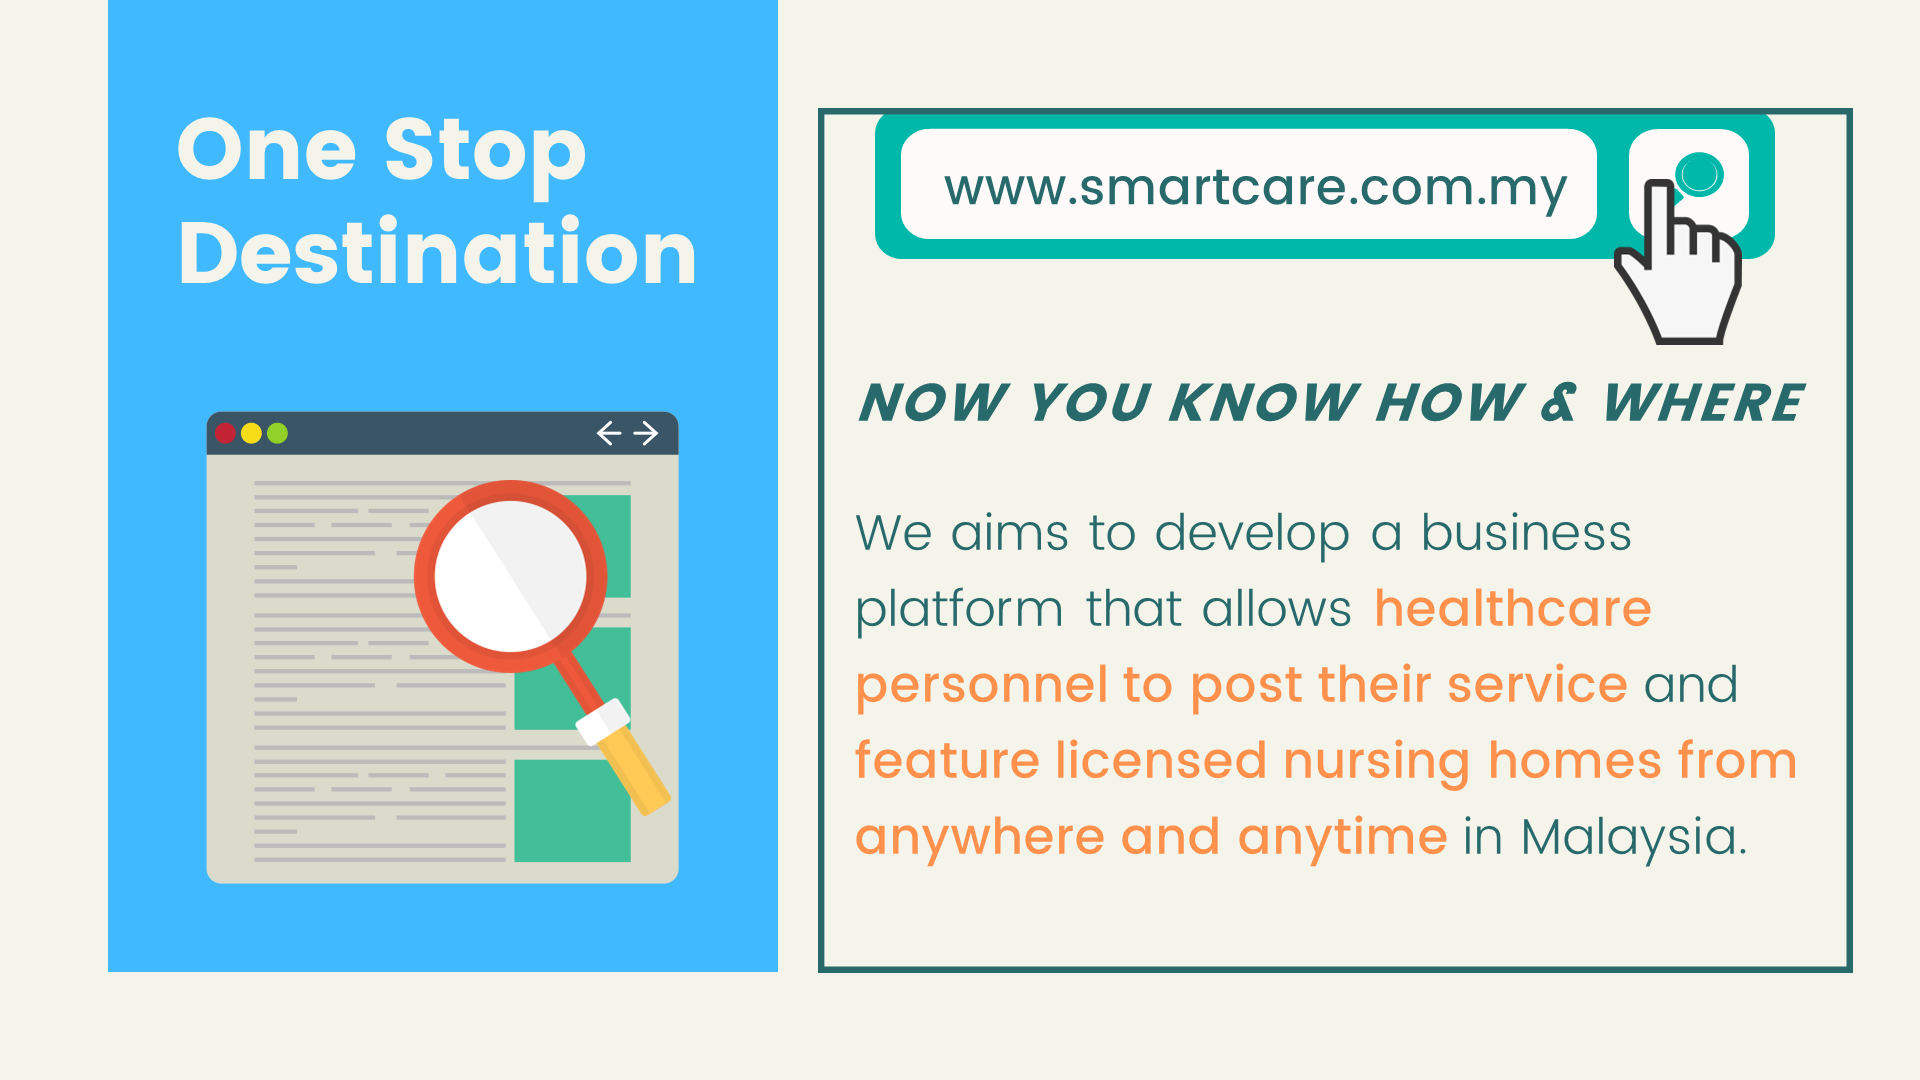 One Stop
Destination
www.smartcare.com.my
NOW YOU KNOW HOW & WHERE
We aims to develop a business
platform that allows healthcare
personnel to post their service and
feature licensed nursing homes from
anywhere and anytime in Malaysia.